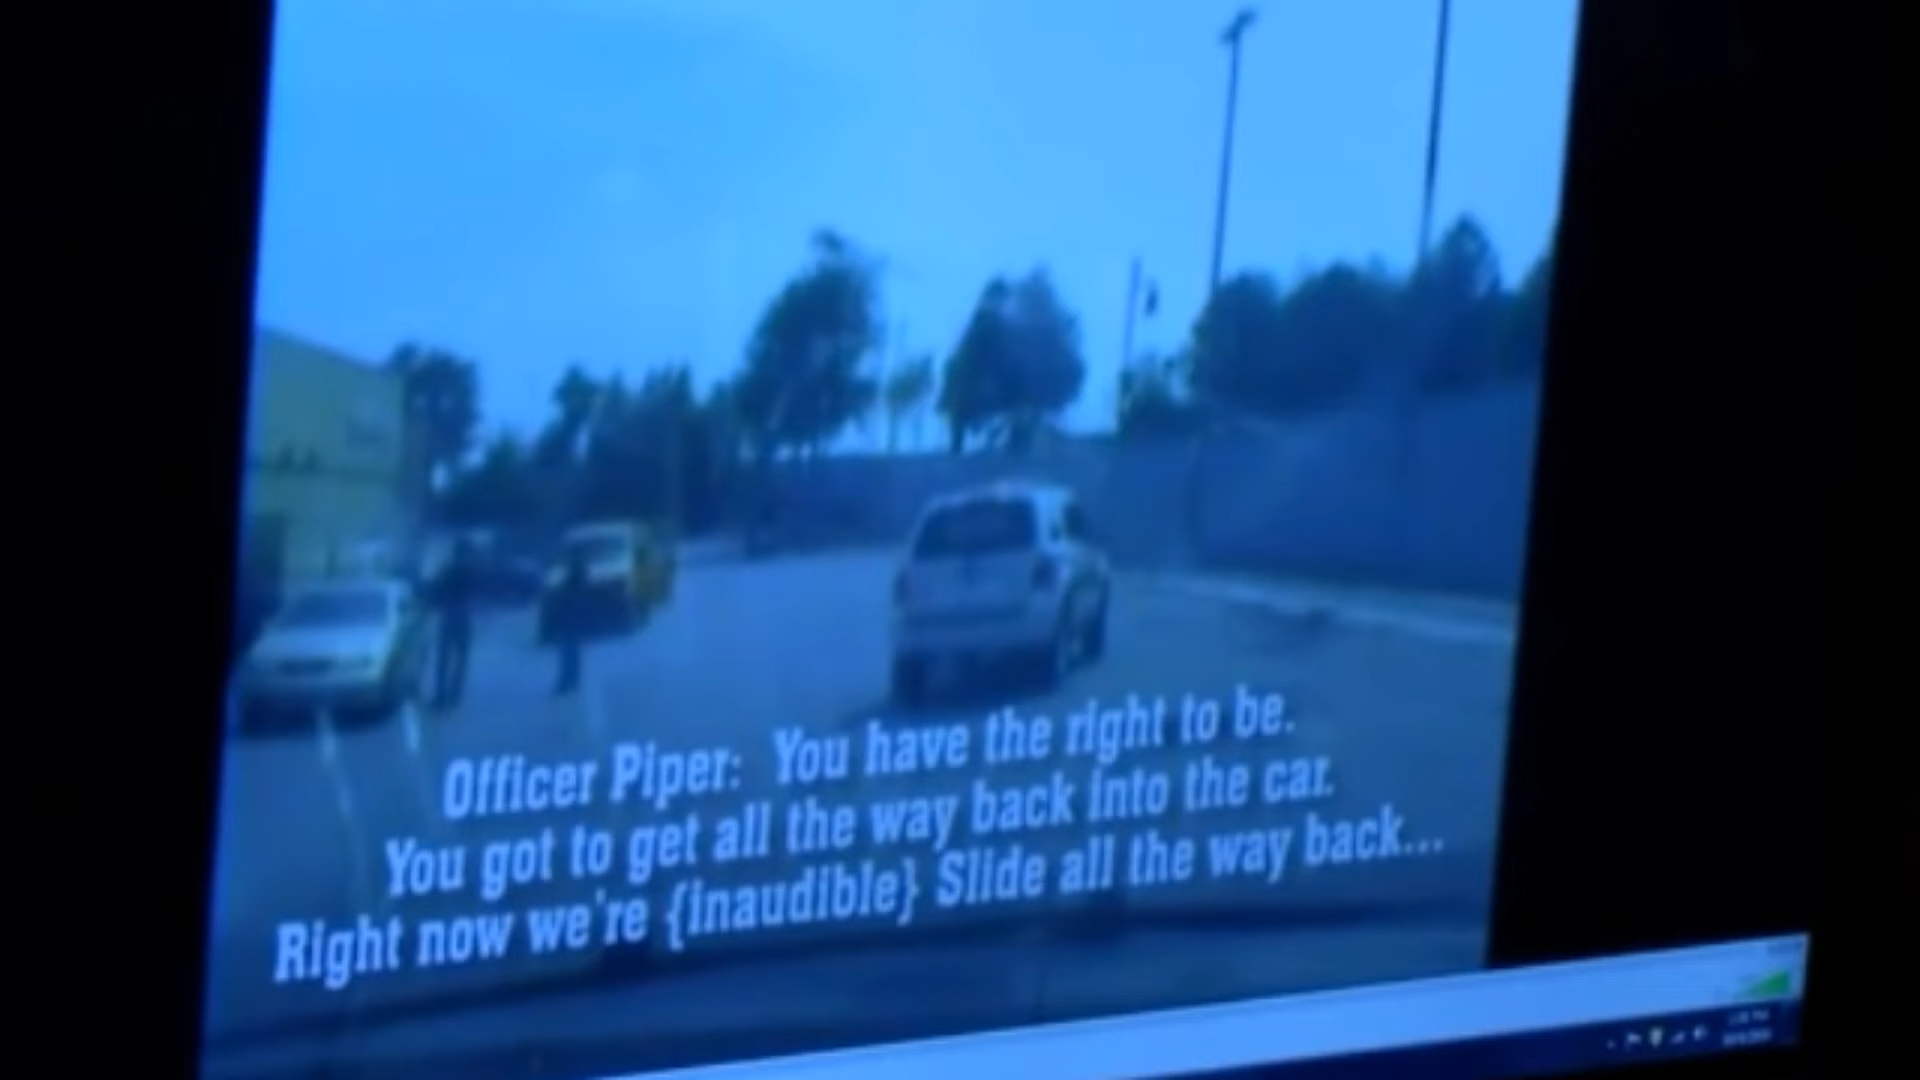 Officer Piper: You have the right to be.
You got to get all the way back into the car.
Right now we're {inaudible} Slide all the way back...